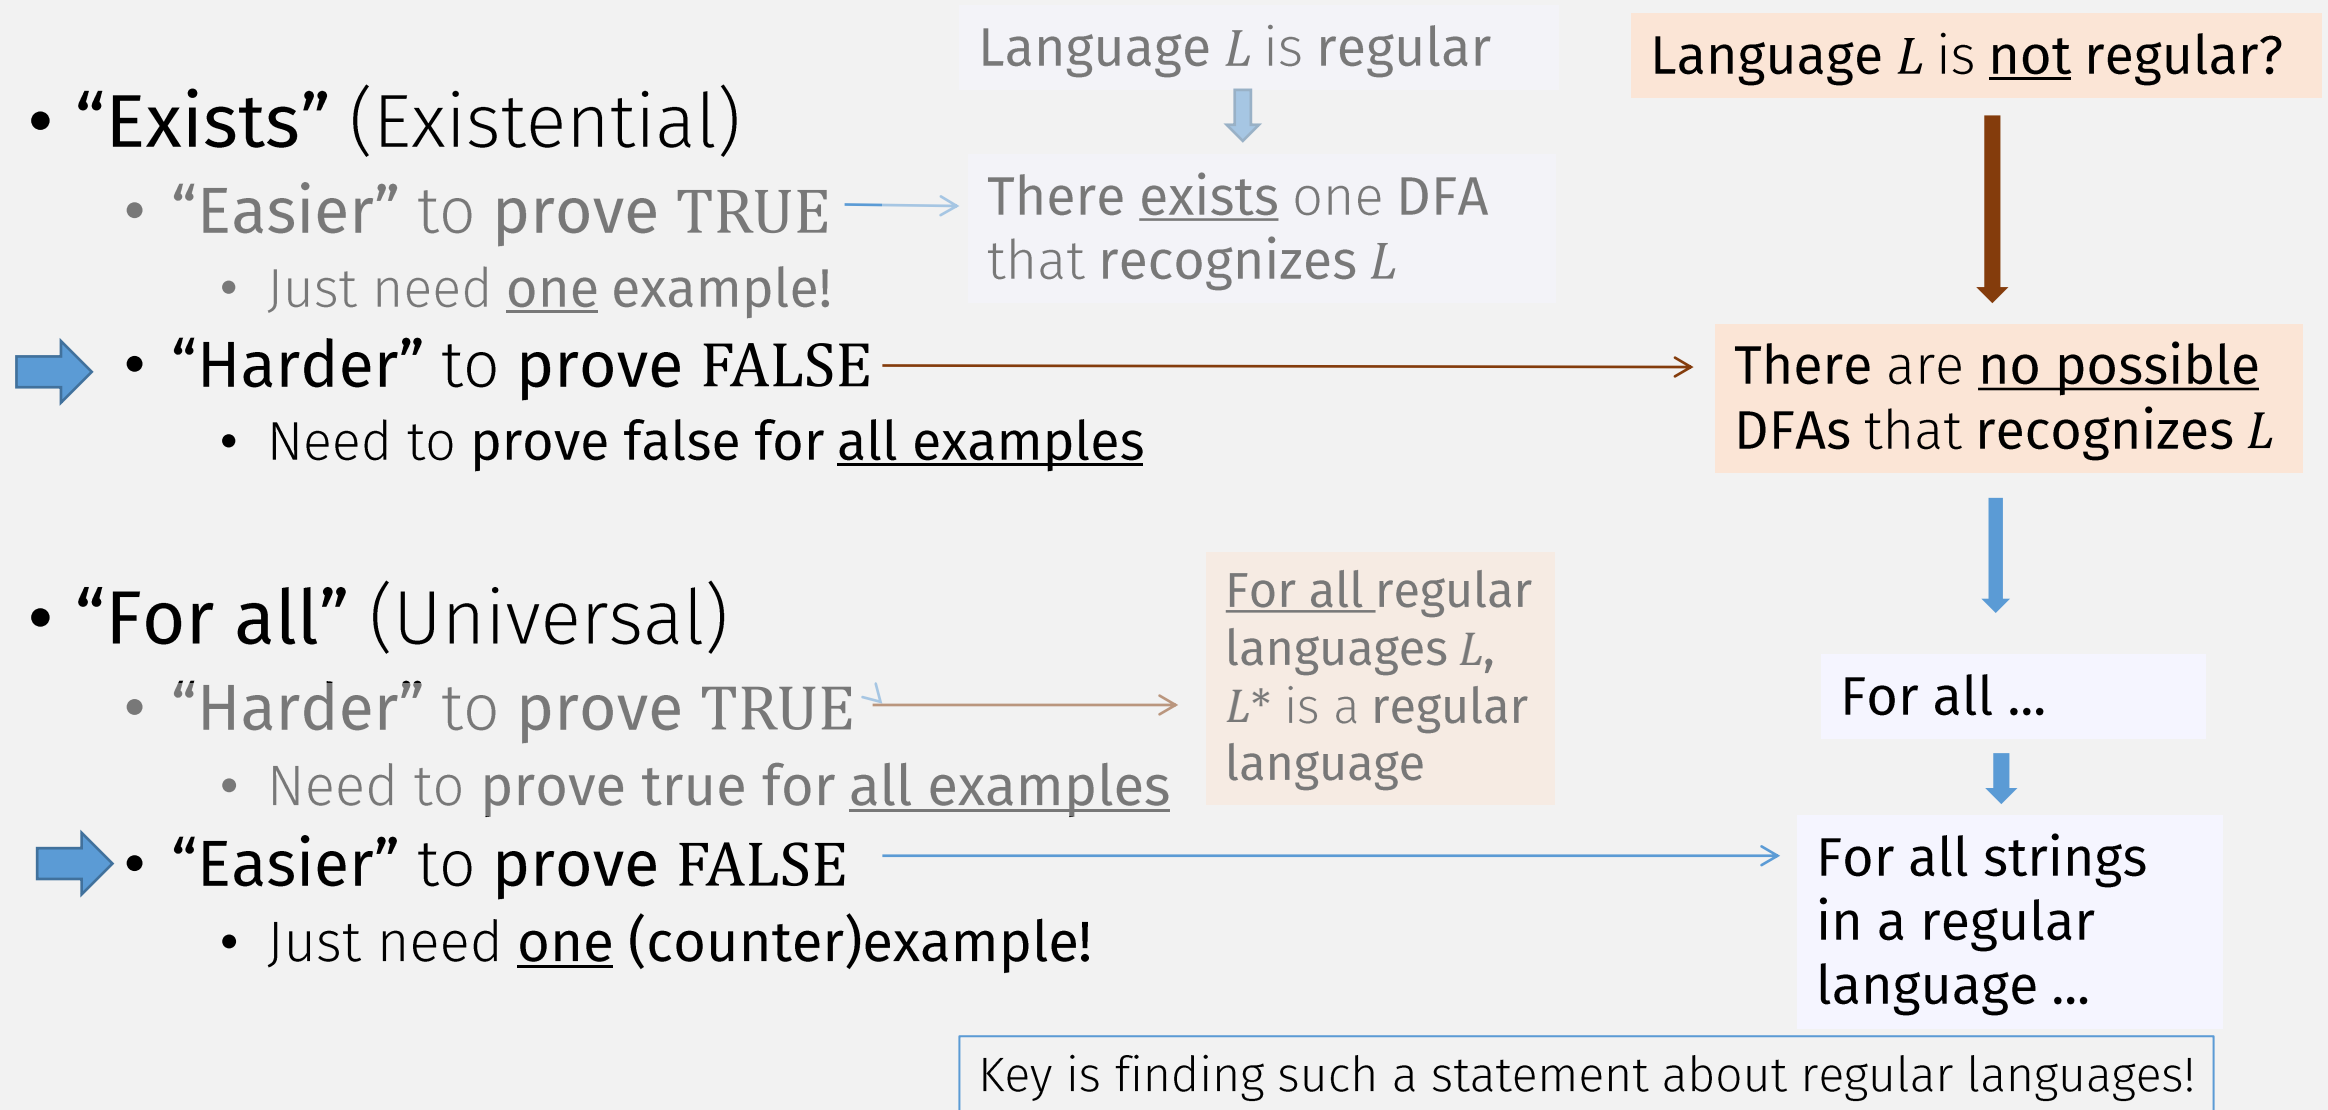 Language L is regular
Language L is not regular?
• “Exists” (Existential)
• “Easier” to prove TRUE
There exists one DFA
that recognizes L
• Just need one example!
• “Harder” to prove FALSE
There are no possible
DFAs that recognizes L
• Need to prove false for all examples
• “For all” (Universal)
For all regular
languages L,
L* is a regular
language
• “Harder” to prove TRUE
For all ...
• Need to prove true for all examples
• “Easier” to prove FALSE
For all strings
in a regular
language ...
• Just need one (counter)example!
Key is finding such a statement about regular languages!